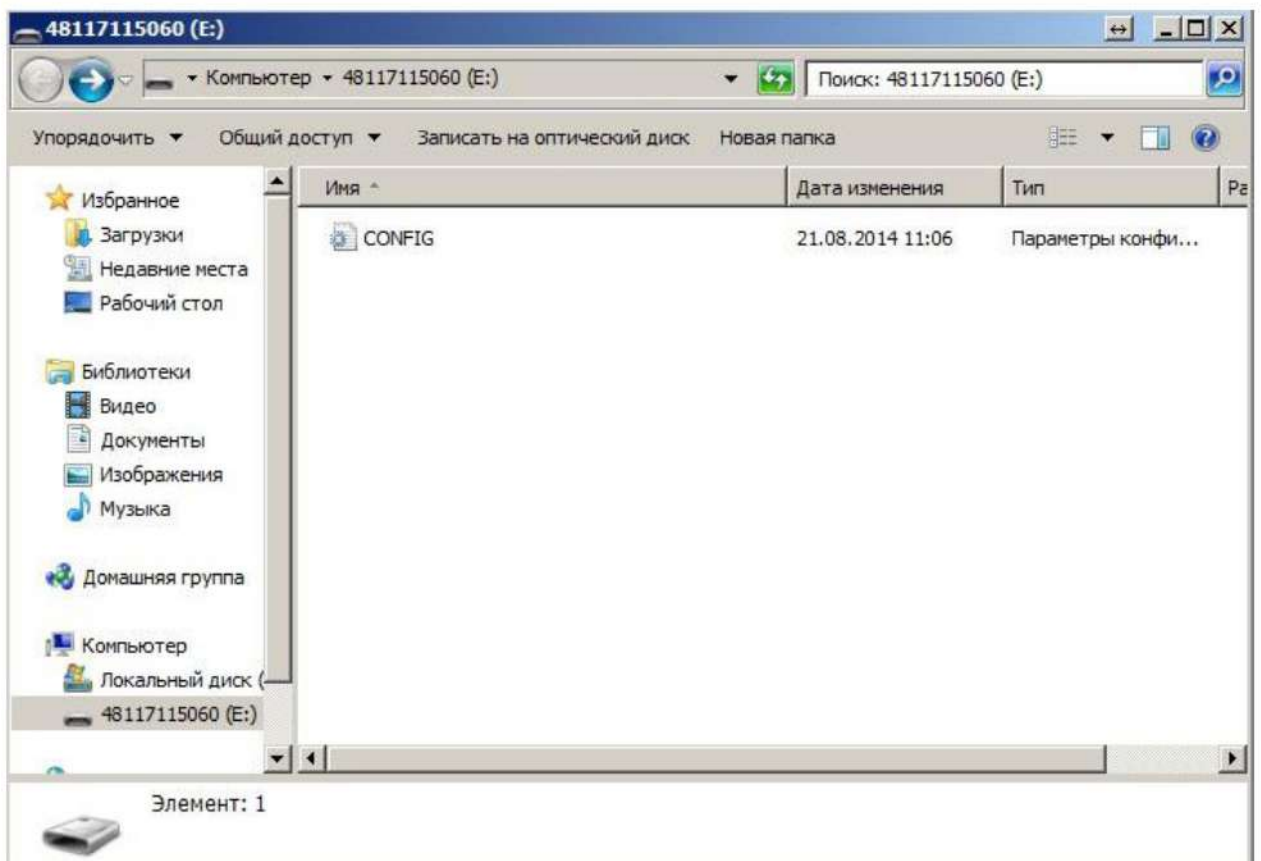 48117115060 (E:)
Компьютер 48117115060 (E:)
Поиск: 48117115060 (E:)
Упорядочить Общий доступ Записать на оптический диск Новая папка
Избранное
Загрузки
Недавние места
Рабочий стол
Библиотеки
Видео
Документы
Изображения
Музыка
Домашняя группа
Компьютер
Локальный диск (
48117115060 (E:)
Имя Дата изменения Тип Ра
CONFIG 21.08.2014 11:06 Параметры конфи...
Элемент: 1